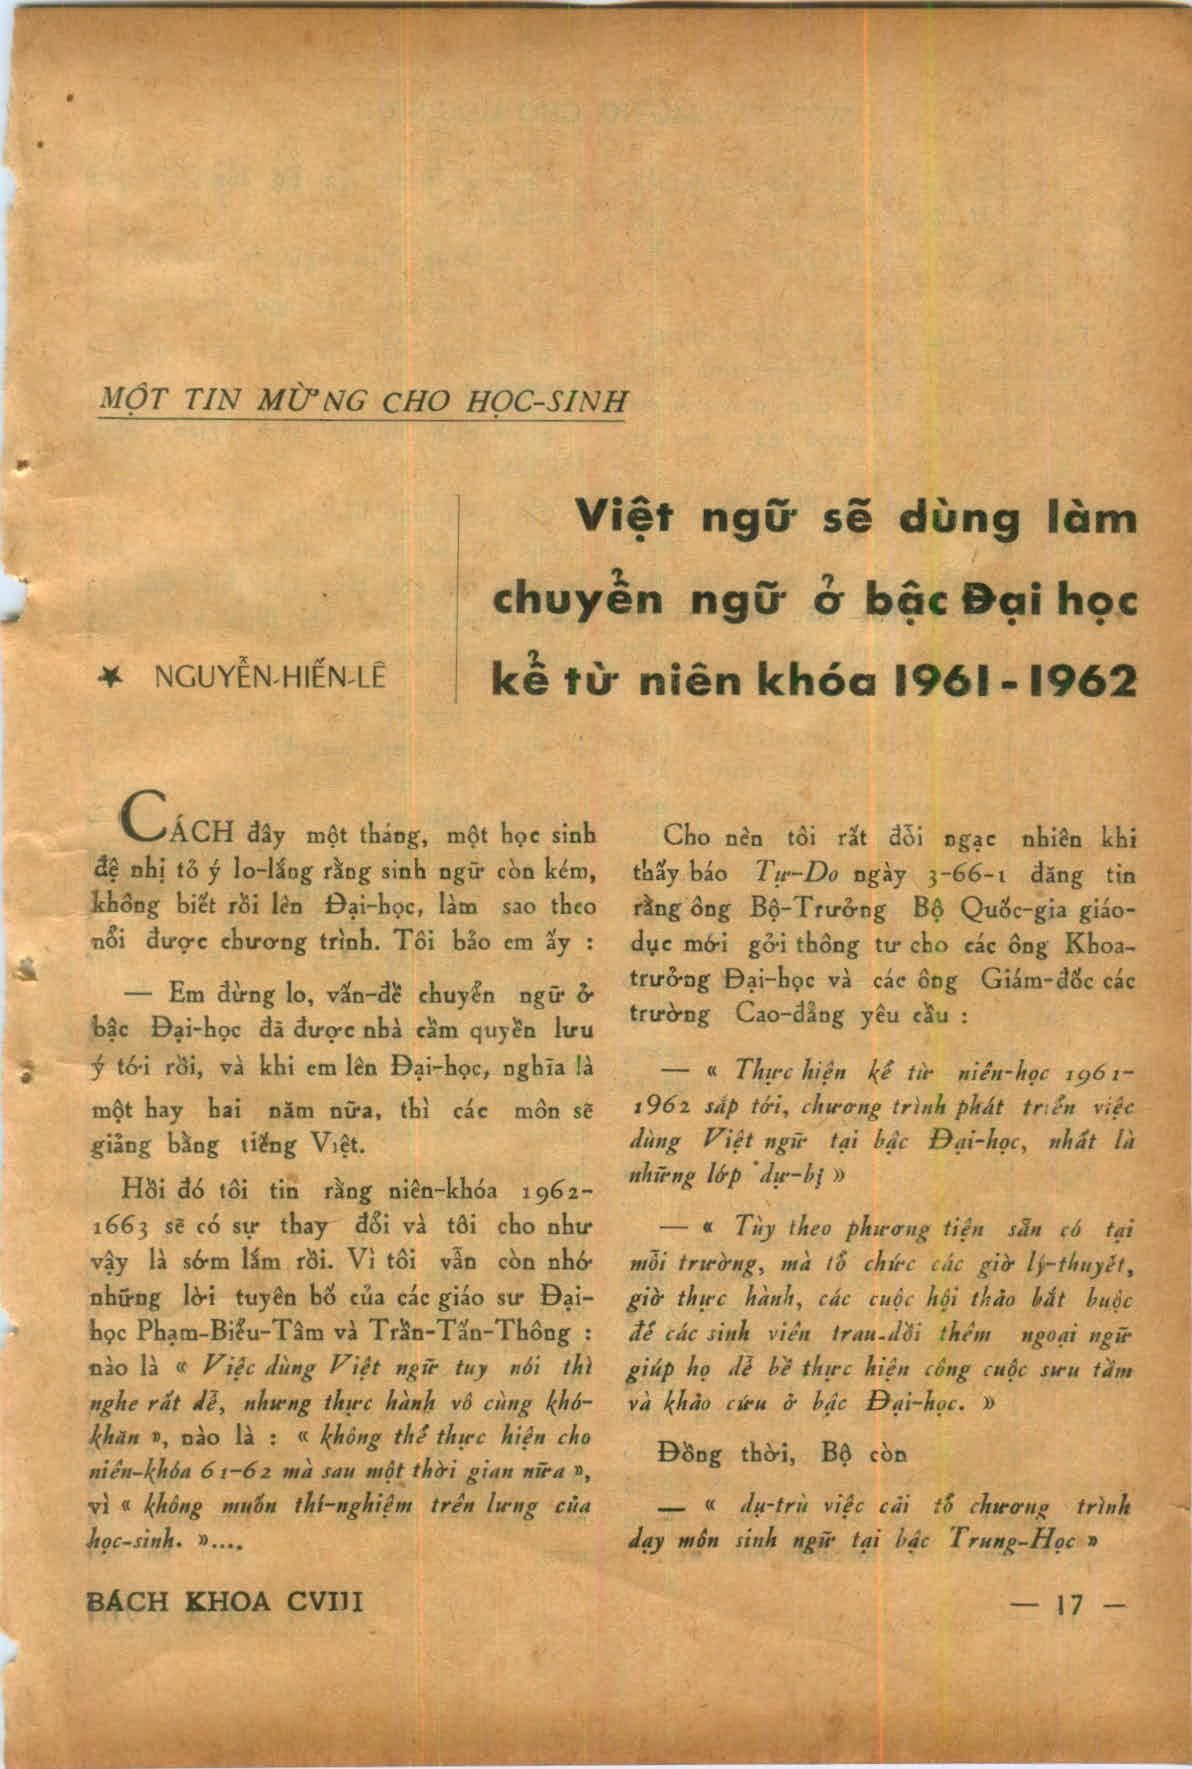 MỘT TIN MỪNG CHO HỌC-SINH
Việt ngữ sẽ dùng làm
chuyển ngữ ở bậc Đại học
kể từ niên khóa 1961-1962
★ NGUYỄN-HIẾN-LÊ
CÁCH đây một tháng, một học sinh
đệ nhị tỏ ý lo-lắng rằng sinh ngữ còn kém,
không biết rồi lên Đại-học, làm sao theo
nổi được chương trình. Tôi bảo em ấy :
— Em đừng lo, vấn-đề chuyển ngữ ở
bậc Đại-học đã được nhà cầm quyền lưu
ý tới rồi, và khi em lên Đại-học, nghĩa là
một hay hai năm nữa, thì các môn sẽ
giảng bằng tiếng Việt.
Hồi đó tôi tin rằng niên-khóa 1962-
1663 sẽ có sự thay đổi và tôi cho như
vậy là sớm lắm rồi. Vì tôi vẫn còn nhớ
những lời tuyên bố của các giáo sư Đại-
học Phạm-Biểu-Tâm và Trần-Tấn-Thông :
nào là « Việc dùng Việt ngữ tuy nói thì
nghe rất dễ, nhưng thực hành vô cùng khó-
khăn », nào là : « không thể thực hiện cho
niên-khóa 61-62 mà sau một thời gian nữa »,
vì « không muốn thí-nghiệm trên lưng của
học-sinh. »....
Cho nên tôi rất đỗi ngạc nhiên khi
thấy báo Tự-Do ngày 3-66-1 đăng tin
rằng ông Bộ-Trưởng Bộ Quốc-gia giáo-
dục mới gởi thông tư cho các ông Khoa-
trưởng Đại-học và các ông Giám-đốc các
trường Cao-đẳng yêu cầu :
— « Thực hiện kể từ niên-học 1961-
1962 sắp tới, chương trình phát triển việc
dùng Việt ngữ tại bậc Đại-học, nhất là
những lớp dự-bị »
— « Tùy theo phương tiện sẵn có tại
mỗi trường, mà tổ chức các giờ lý-thuyết,
giờ thực hành, các cuộc hội thảo bắt buộc
để các sinh viên trau-dồi thêm ngoại ngữ
giúp họ dễ bề thực hiện công cuộc sưu tầm
và khảo cứu ở bậc Đại-học. »
Đồng thời, Bộ còn
— « dụ-trù việc cải tổ chương trình
dạy môn sinh ngữ tại bậc Trung-Học »
BÁCH KHOA CVIII
— 17 —